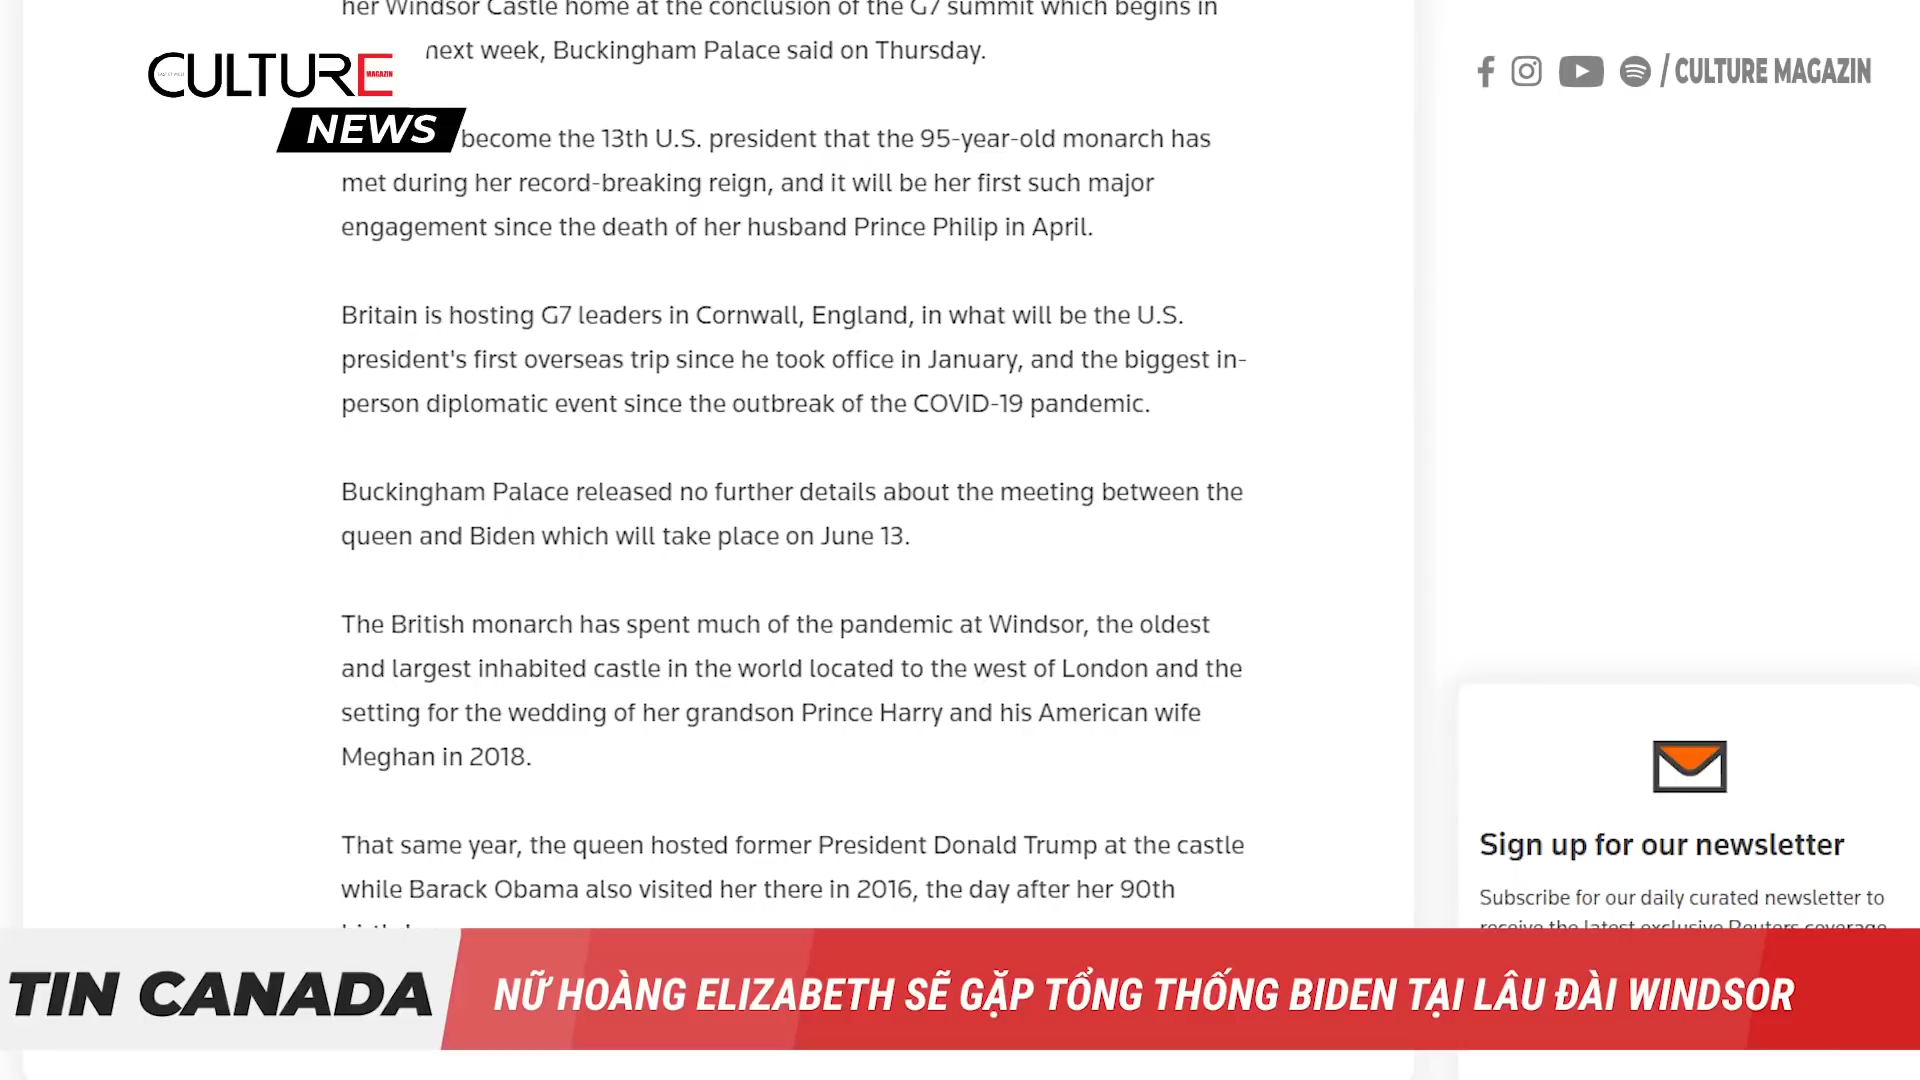 her Windsor Castle home at the conclusion of the G7 summit which begins in
next week, Buckingham Palace said on Thursday.
CULTURE
MAGAZIN
NEWS
/ CULTURE MAGAZIN
become the 13th U.S. president that the 95-year-old monarch has
met during her record-breaking reign, and it will be her first such major
engagement since the death of her husband Prince Philip in April.
Britain is hosting G7 leaders in Cornwall, England, in what will be the U.S.
president's first overseas trip since he took office in January, and the biggest in-
person diplomatic event since the outbreak of the COVID-19 pandemic.
Buckingham Palace released no further details about the meeting between the
queen and Biden which will take place on June 13.
The British monarch has spent much of the pandemic at Windsor, the oldest
and largest inhabited castle in the world located to the west of London and the
setting for the wedding of her grandson Prince Harry and his American wife
Meghan in 2018.
That same year, the queen hosted former President Donald Trump at the castle
while Barack Obama also visited her there in 2016, the day after her 90th
Sign up for our newsletter
Subscribe for our daily curated newsletter to
receive the latest exclusive Reuters coverage
TIN CANADA
NỮ HOÀNG ELIZABETH SẼ GẶP TỔNG THỐNG BIDEN TẠI LÂU ĐÀI WINDSOR